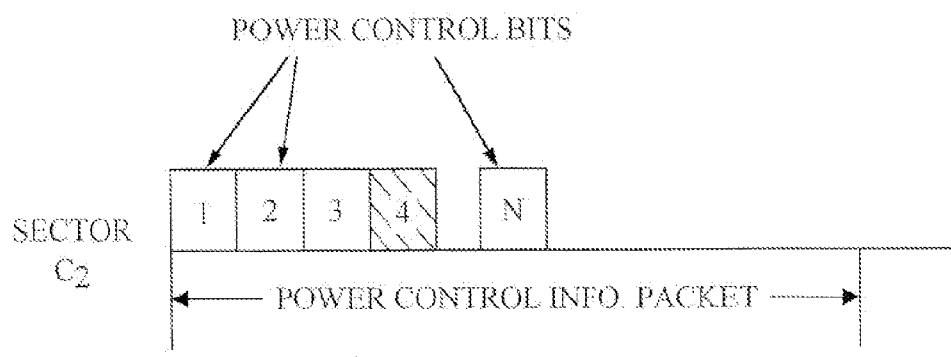 POWER CONTROL BITS
1 2 3 4 N
SECTOR
C2
POWER CONTROL INFO. PACKET